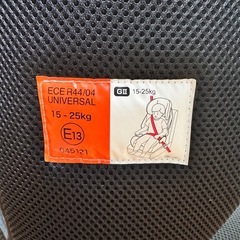 ECE R44/04
UNIVERSAL
15 - 25kg
E13
045121
GII 15-25kg